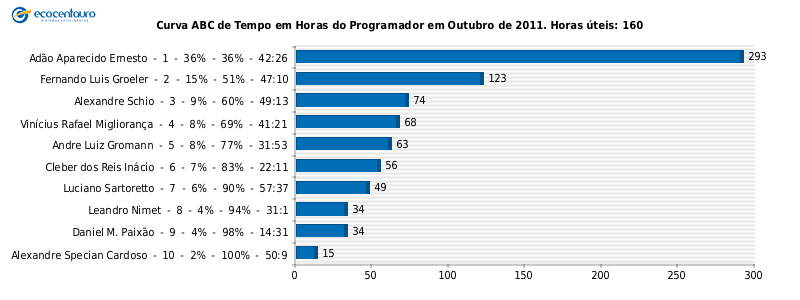 ecocentauro
Curva ABC de Tempo em Horas do Programador em Outubro de 2011. Horas úteis: 160
Adão Aparecido Ernesto - 1 - 36% - 36% - 42:26 293
Fernando Luis Groeler - 2 - 15% - 51% - 47:10 123
Alexandre Schio - 3 - 9% - 60% - 49:13 74
Vinícius Rafael Migliorança - 4 - 8% - 69% - 41:21 68
Andre Luiz Gromann - 5 - 8% - 77% - 31:53 63
Cleber dos Reis Inácio - 6 - 7% - 83% - 22:11 56
Luciano Sartoretto - 7 - 6% - 90% - 57:37 49
Leandro Nimet - 8 - 4% - 94% - 31:1 34
Daniel M. Paixão - 9 - 4% - 98% - 14:31 34
Alexandre Specian Cardoso - 10 - 2% - 100% - 50:9 15
0 50 100 150 200 250 300